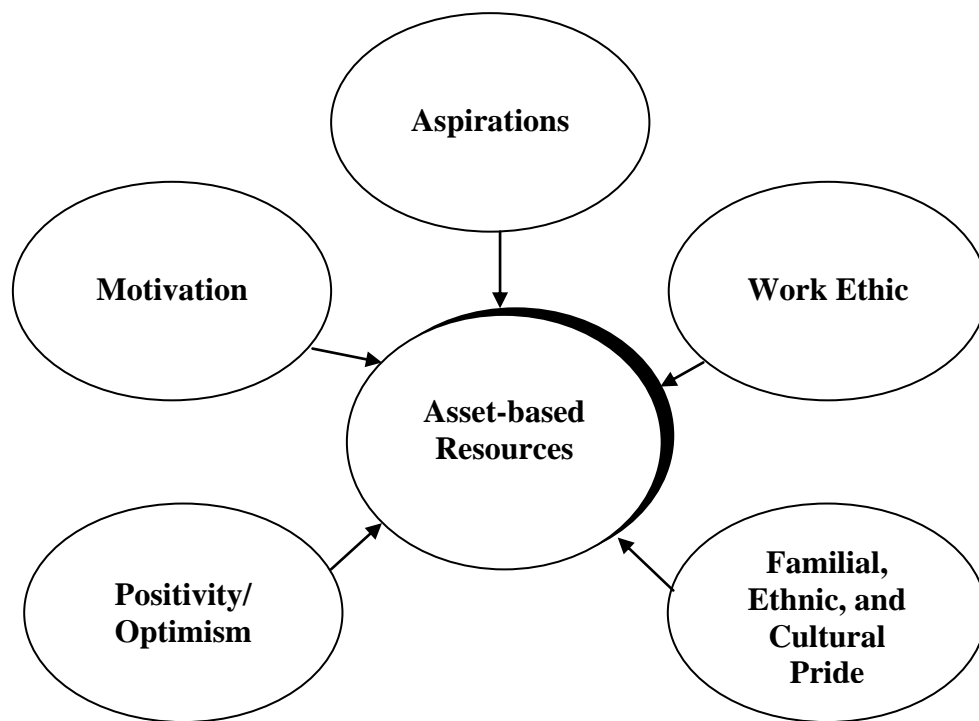 Aspirations
Motivation
Work Ethic
Asset-based
Resources
Positivity/
Optimism
Familial,
Ethnic, and
Cultural
Pride